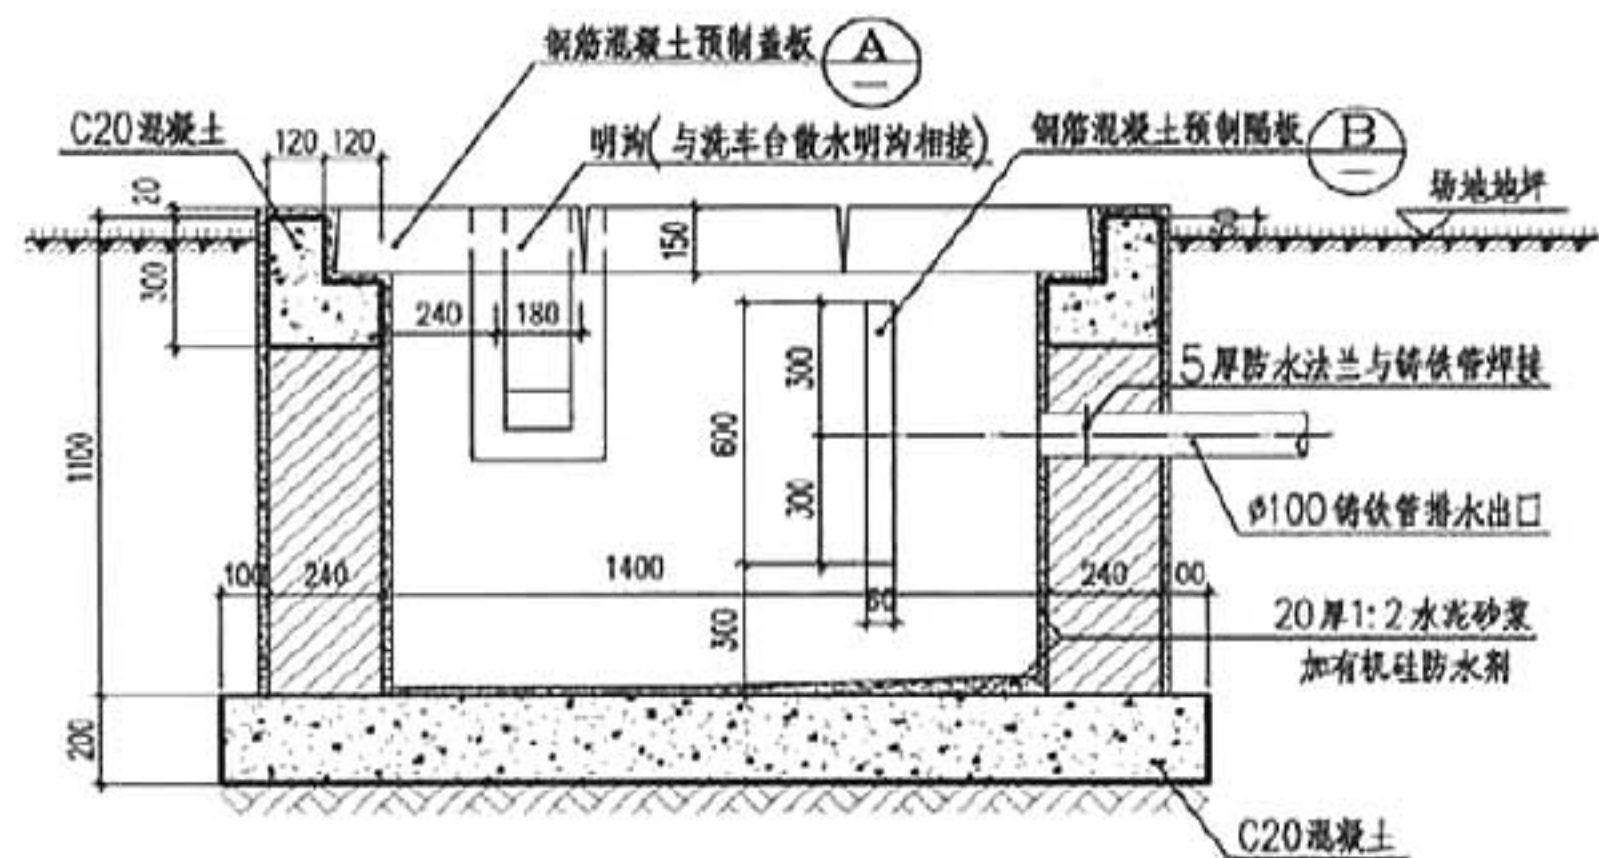 钢筋混凝土预制盖板
A
C20混凝土
120 120
明沟(与洗车台散水明沟相接)
钢筋混凝土预制隔板
B
场地地坪
20
50
150
300
240
180
300
5厚防水法兰与铸铁管焊接
600
1100
300
ø100铸铁管排水出口
100 240
1400
240
00
60
300
20厚1:2水泥砂浆
加有机硅防水剂
200
C20混凝土